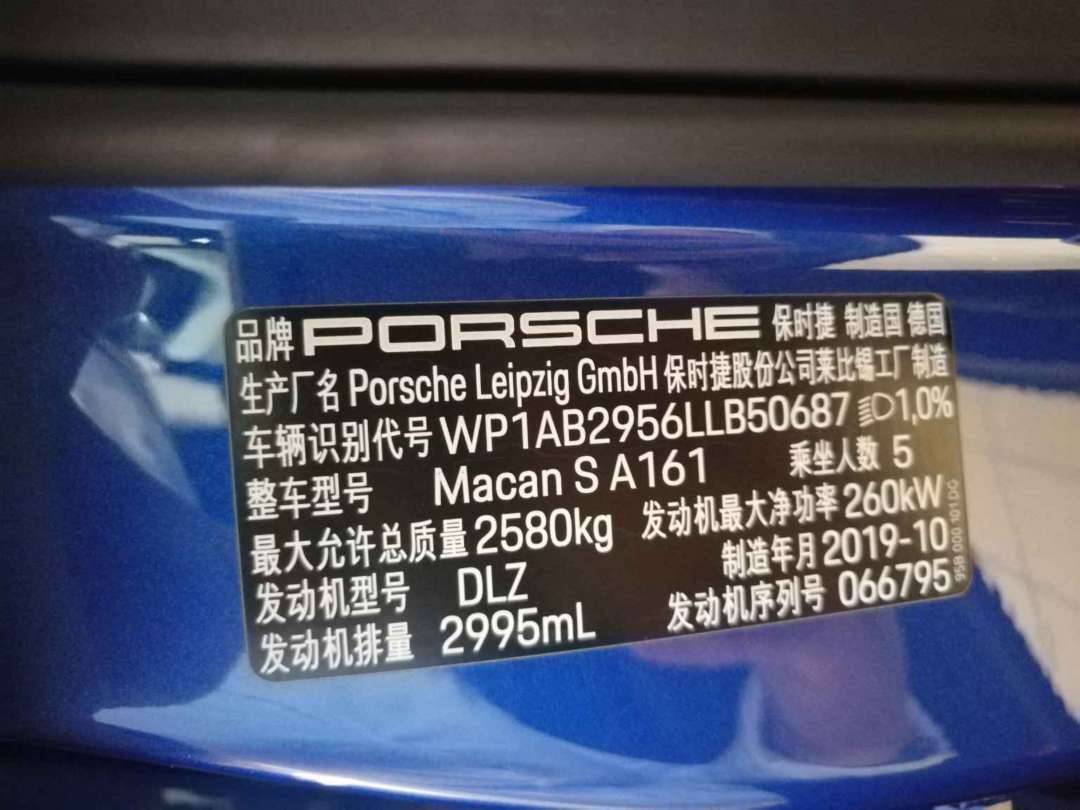 品牌 PORSCHE 保时捷 制造国 德国
生产厂名 Porsche Leipzig GmbH 保时捷股份公司莱比锡工厂制造
车辆识别代号 WP1AB2956LLB50687 1,0%
整车型号 Macan S A161 乘坐人数 5
最大允许总质量 2580kg 发动机最大净功率 260kW
发动机型号 DLZ 制造年月 2019-10
发动机排量 2995mL 发动机序列号 066795
95B 000 101 DG